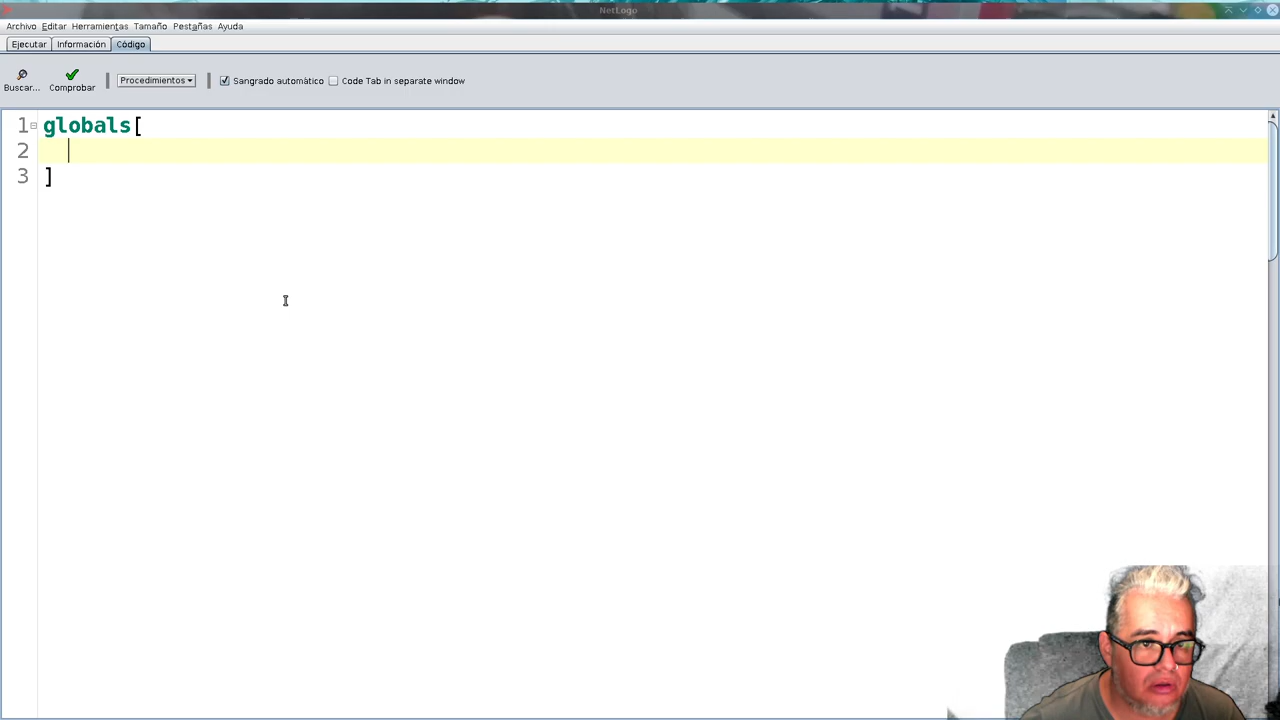 NetLogo
Archivo Editar Herramientas Tamaño Pestañas Ayuda
Ejecutar Información Código
Buscar... Comprobar Procedimientos Sangrado automático Code Tab in separate window
1 globals[
2
3 ]